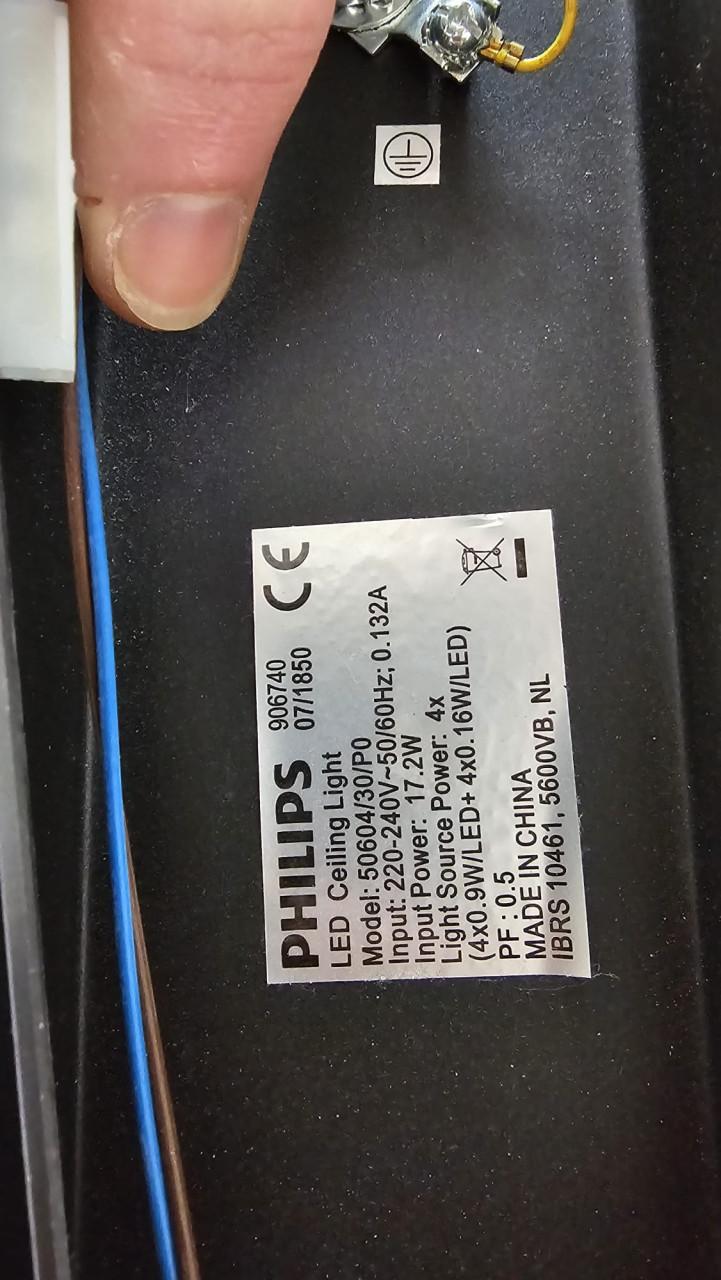 PHILIPS 906740 07/1850 CE
LED Ceiling Light
Model: 50604/30/P0
Input: 220-240V~50/60Hz; 0.132A
Input Power: 17.2W
Light Source Power: 4x
(4x0.9W/LED+ 4x0.16W/LED)
PF : 0.5
MADE IN CHINA
IBRS 10461, 5600VB, NL